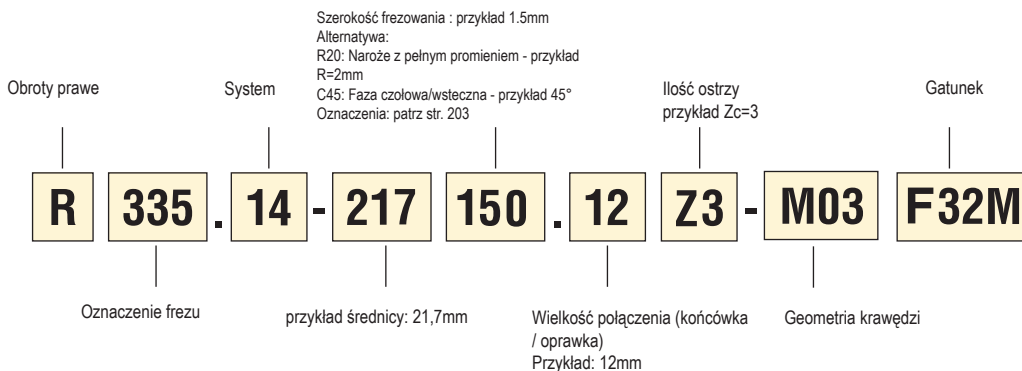 Szerokość frezowania : przykład 1.5mm
Alternatywa:
R20: Naroże z pełnym promieniem - przykład
R=2mm
C45: Faza czołowa/wsteczna - przykład 45°
Oznaczenia: patrz str. 203
Obroty prawe
System
Ilość ostrzy
przykład Zc=3
Gatunek
R 335 . 14 - 217 150 . 12 Z3 - M03 F32M
Oznaczenie frezu
przykład średnicy: 21,7mm
Wielkość połączenia (końcówka
/ oprawka)
Przykład: 12mm
Geometria krawędzi